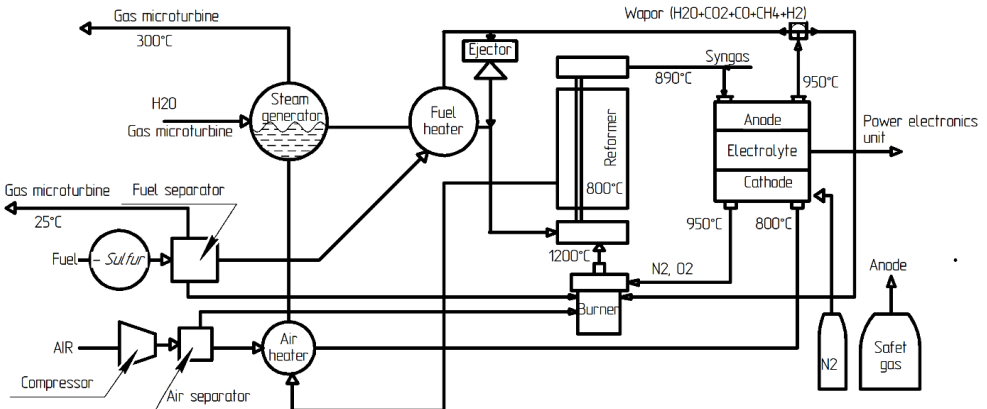 Gas microturbine
300°C
Wapor (H2O+CO2+CO+CH4+H2)
Ejector
Syngas
890°C
950°C
Steam
generator
H2O
Gas microturbine
Fuel
heater
Reformer
800°C
Anode
Electrolyte
Cathode
Power electronics
unit
Gas microturbine
25°C
Fuel separator
Fuel
- Sulfur
1200°C
950°C
800°C
N2, O2
Burner
Anode
AIR
Air
heater
Compressor
Air separator
N2
Safet
gas